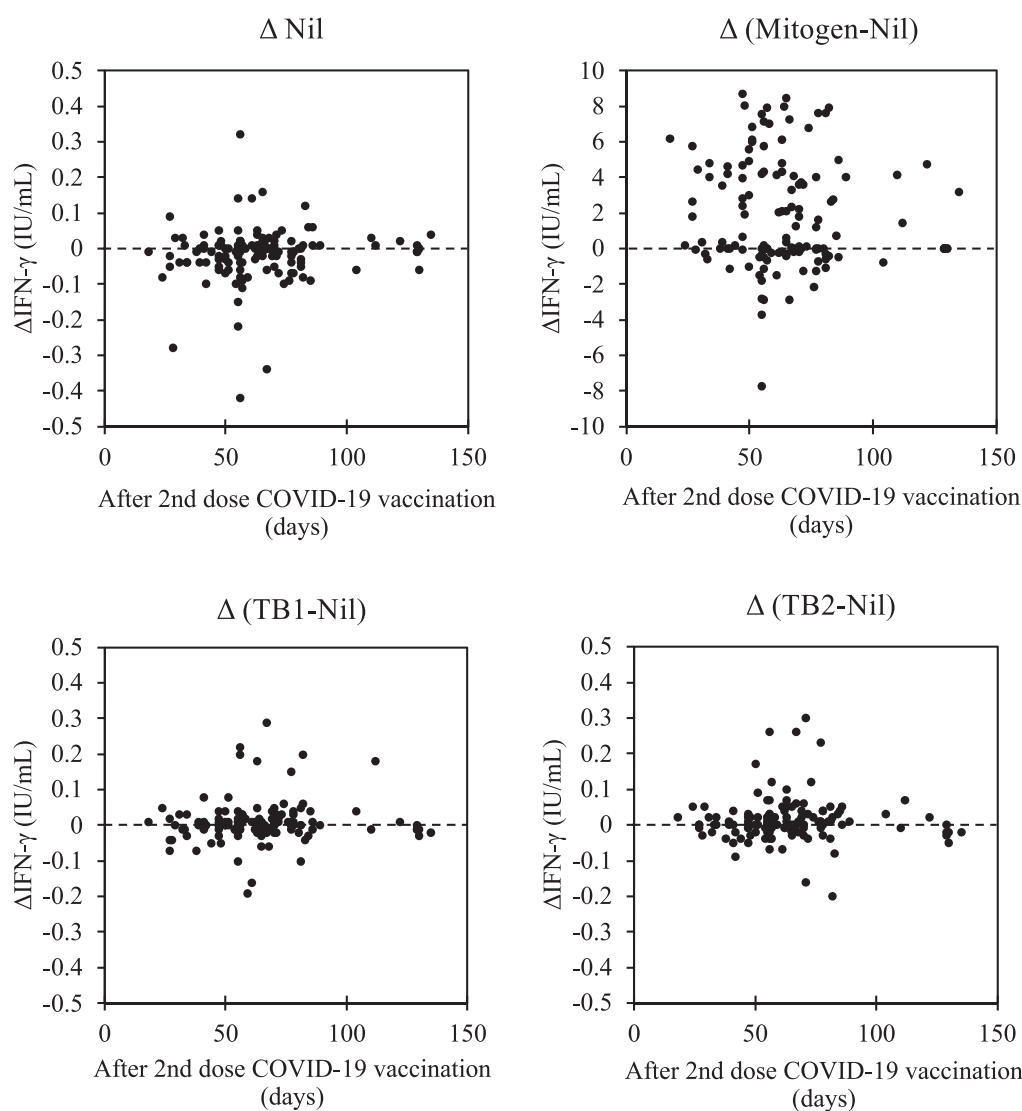 Δ Nil
0.5
0.4
0.3
0.2
0.1
0
-0.1
-0.2
-0.3
-0.4
-0.5
ΔIFN-γ (IU/mL)
0 50 100 150
After 2nd dose COVID-19 vaccination
(days)
Δ (Mitogen-Nil)
10
8
6
4
2
0
-2
-4
-6
-8
-10
ΔIFN-γ (IU/mL)
0 50 100 150
After 2nd dose COVID-19 vaccination
(days)
Δ (TB1-Nil)
0.5
0.4
0.3
0.2
0.1
0
-0.1
-0.2
0.3
-0.4
-0.5
ΔIFN-γ (IU/mL)
0 50 100 150
After 2nd dose COVID-19 vaccination
(days)
Δ (TB2-Nil)
0.5
0.4
0.3
0.2
0.1
0
-0.1
-0.2
0.3
-0.4
-0.5
ΔIFN-γ (IU/mL)
0 50 100 150
After 2nd dose COVID-19 vaccination
(days)